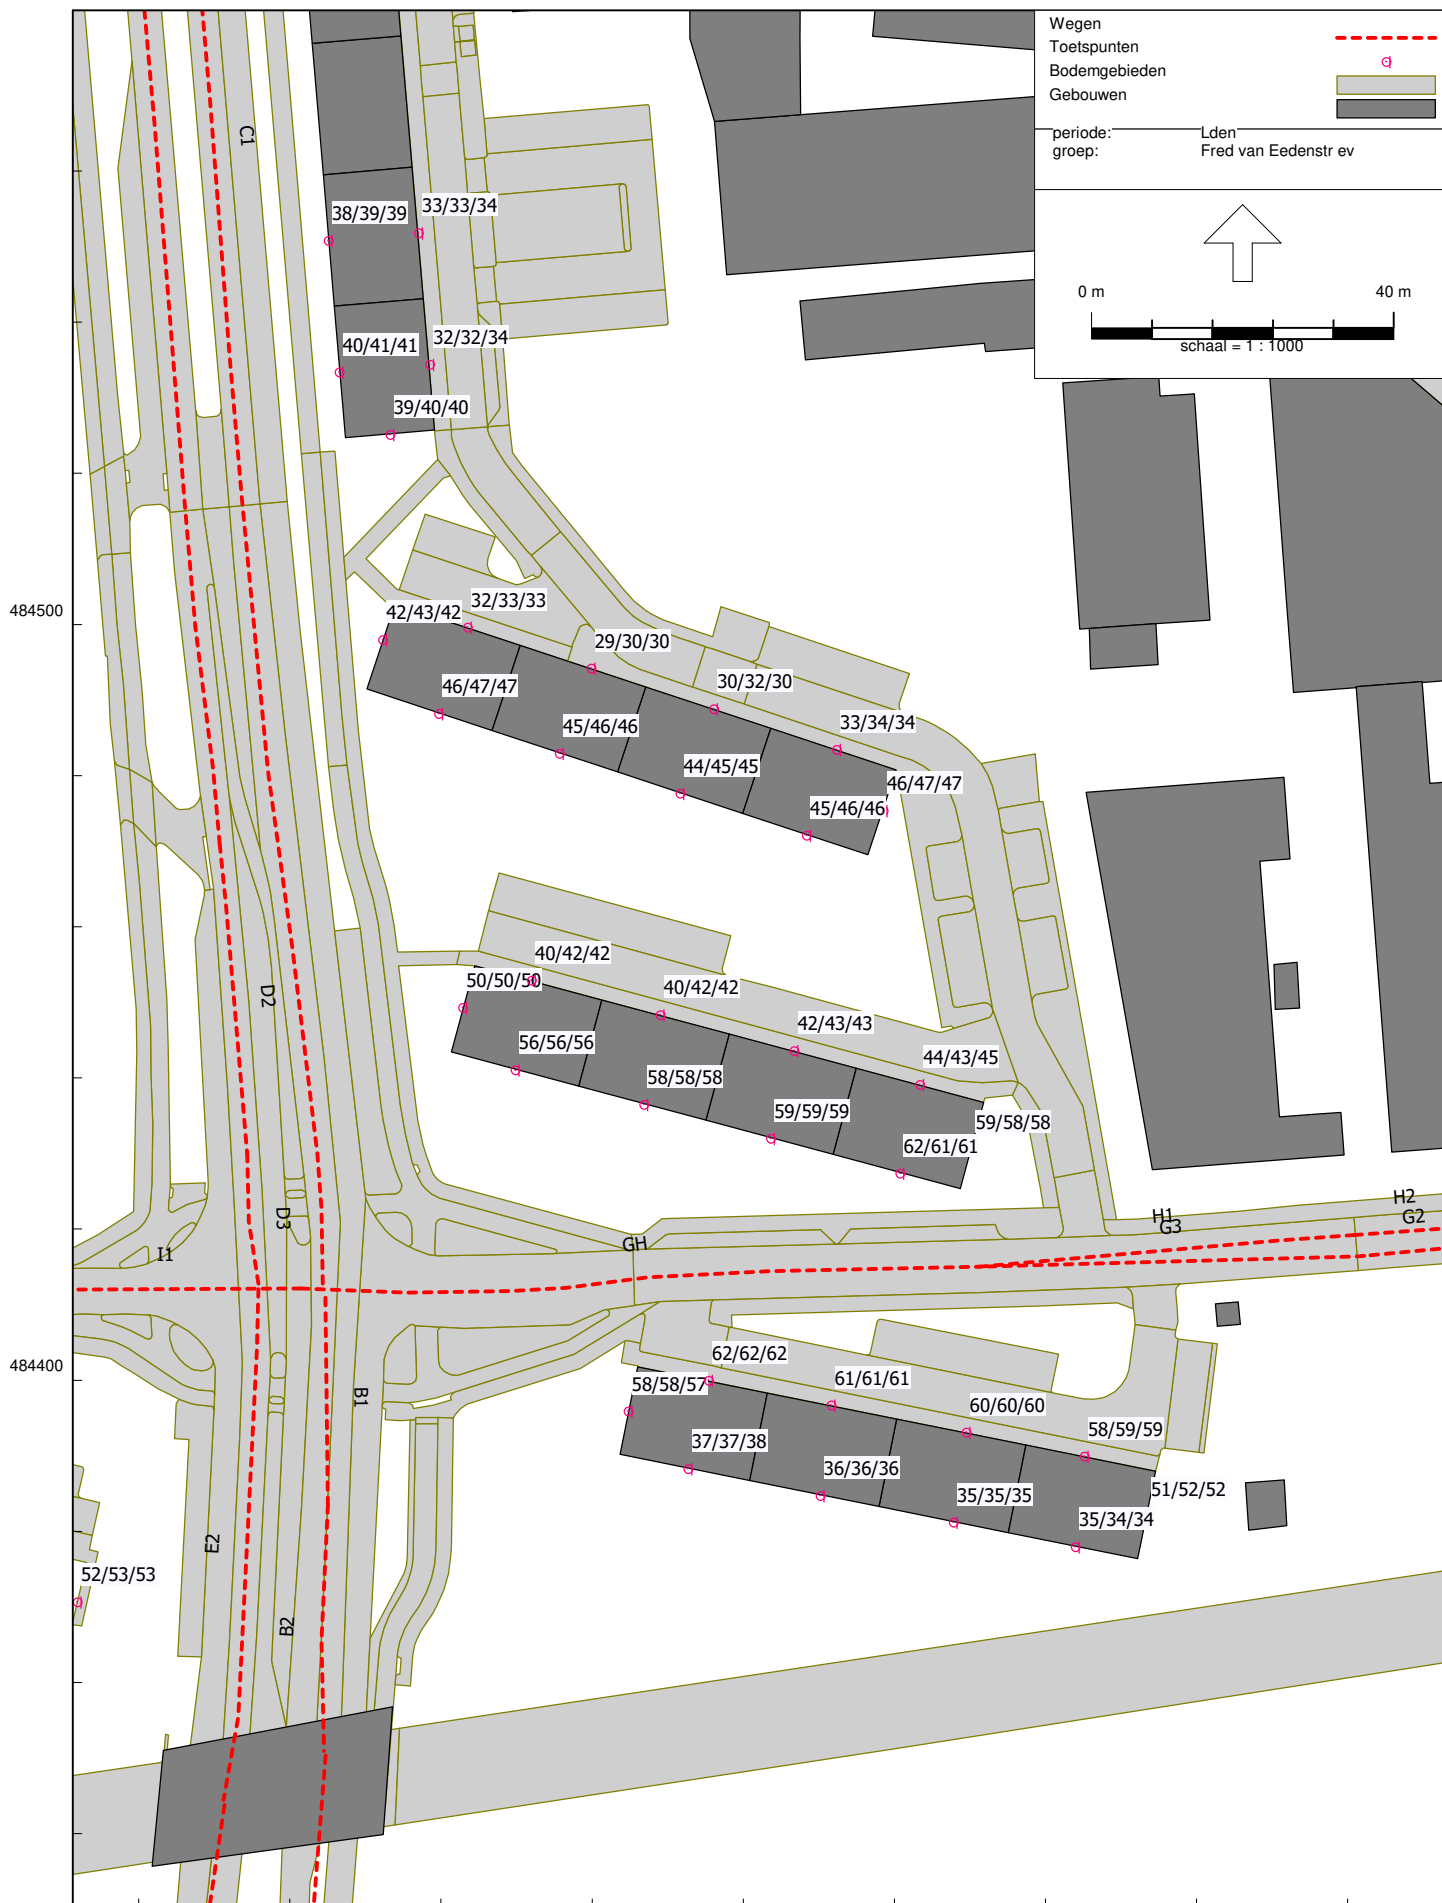 Wegen
Toetspunten
Bodemgebieden
Gebouwen
periode: Lden
groep: Fred van Eedenstr ev
0 m 40 m
schaal = 1 : 1000
C1
38/39/39
33/33/34
40/41/41
32/32/34
39/40/40
484500
42/43/42
32/33/33
29/30/30
46/47/47
30/32/30
45/46/46
33/34/34
44/45/45
46/47/47
45/46/46
40/42/42
50/50/50
40/42/42
D2
42/43/43
56/56/56
44/43/45
58/58/58
59/59/59
59/58/58
62/61/61
D3
I1
GH
H1
G3
H2
G2
484400
62/62/62
58/58/57
61/61/61
B1
60/60/60
37/37/38
58/59/59
36/36/36
51/52/52
35/35/35
35/34/34
E2
52/53/53
B2